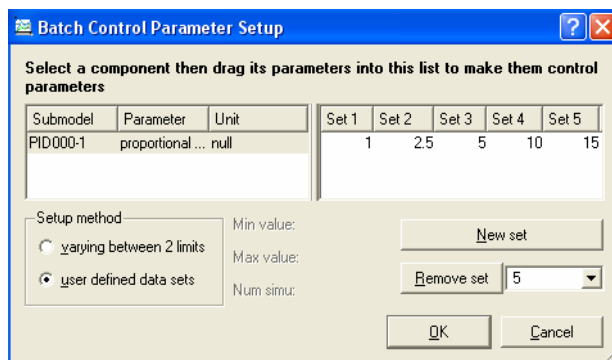 Batch Control Parameter Setup
Select a component then drag its parameters into this list to make them control
parameters
Submodel Parameter Unit Set 1 Set 2 Set 3 Set 4 Set 5
PID000-1 proportional ... null 1 2.5 5 10 15
Setup method
varying between 2 limits
user defined data sets
Min value:
Max value:
Num simu:
New set
Remove set 5
OK Cancel